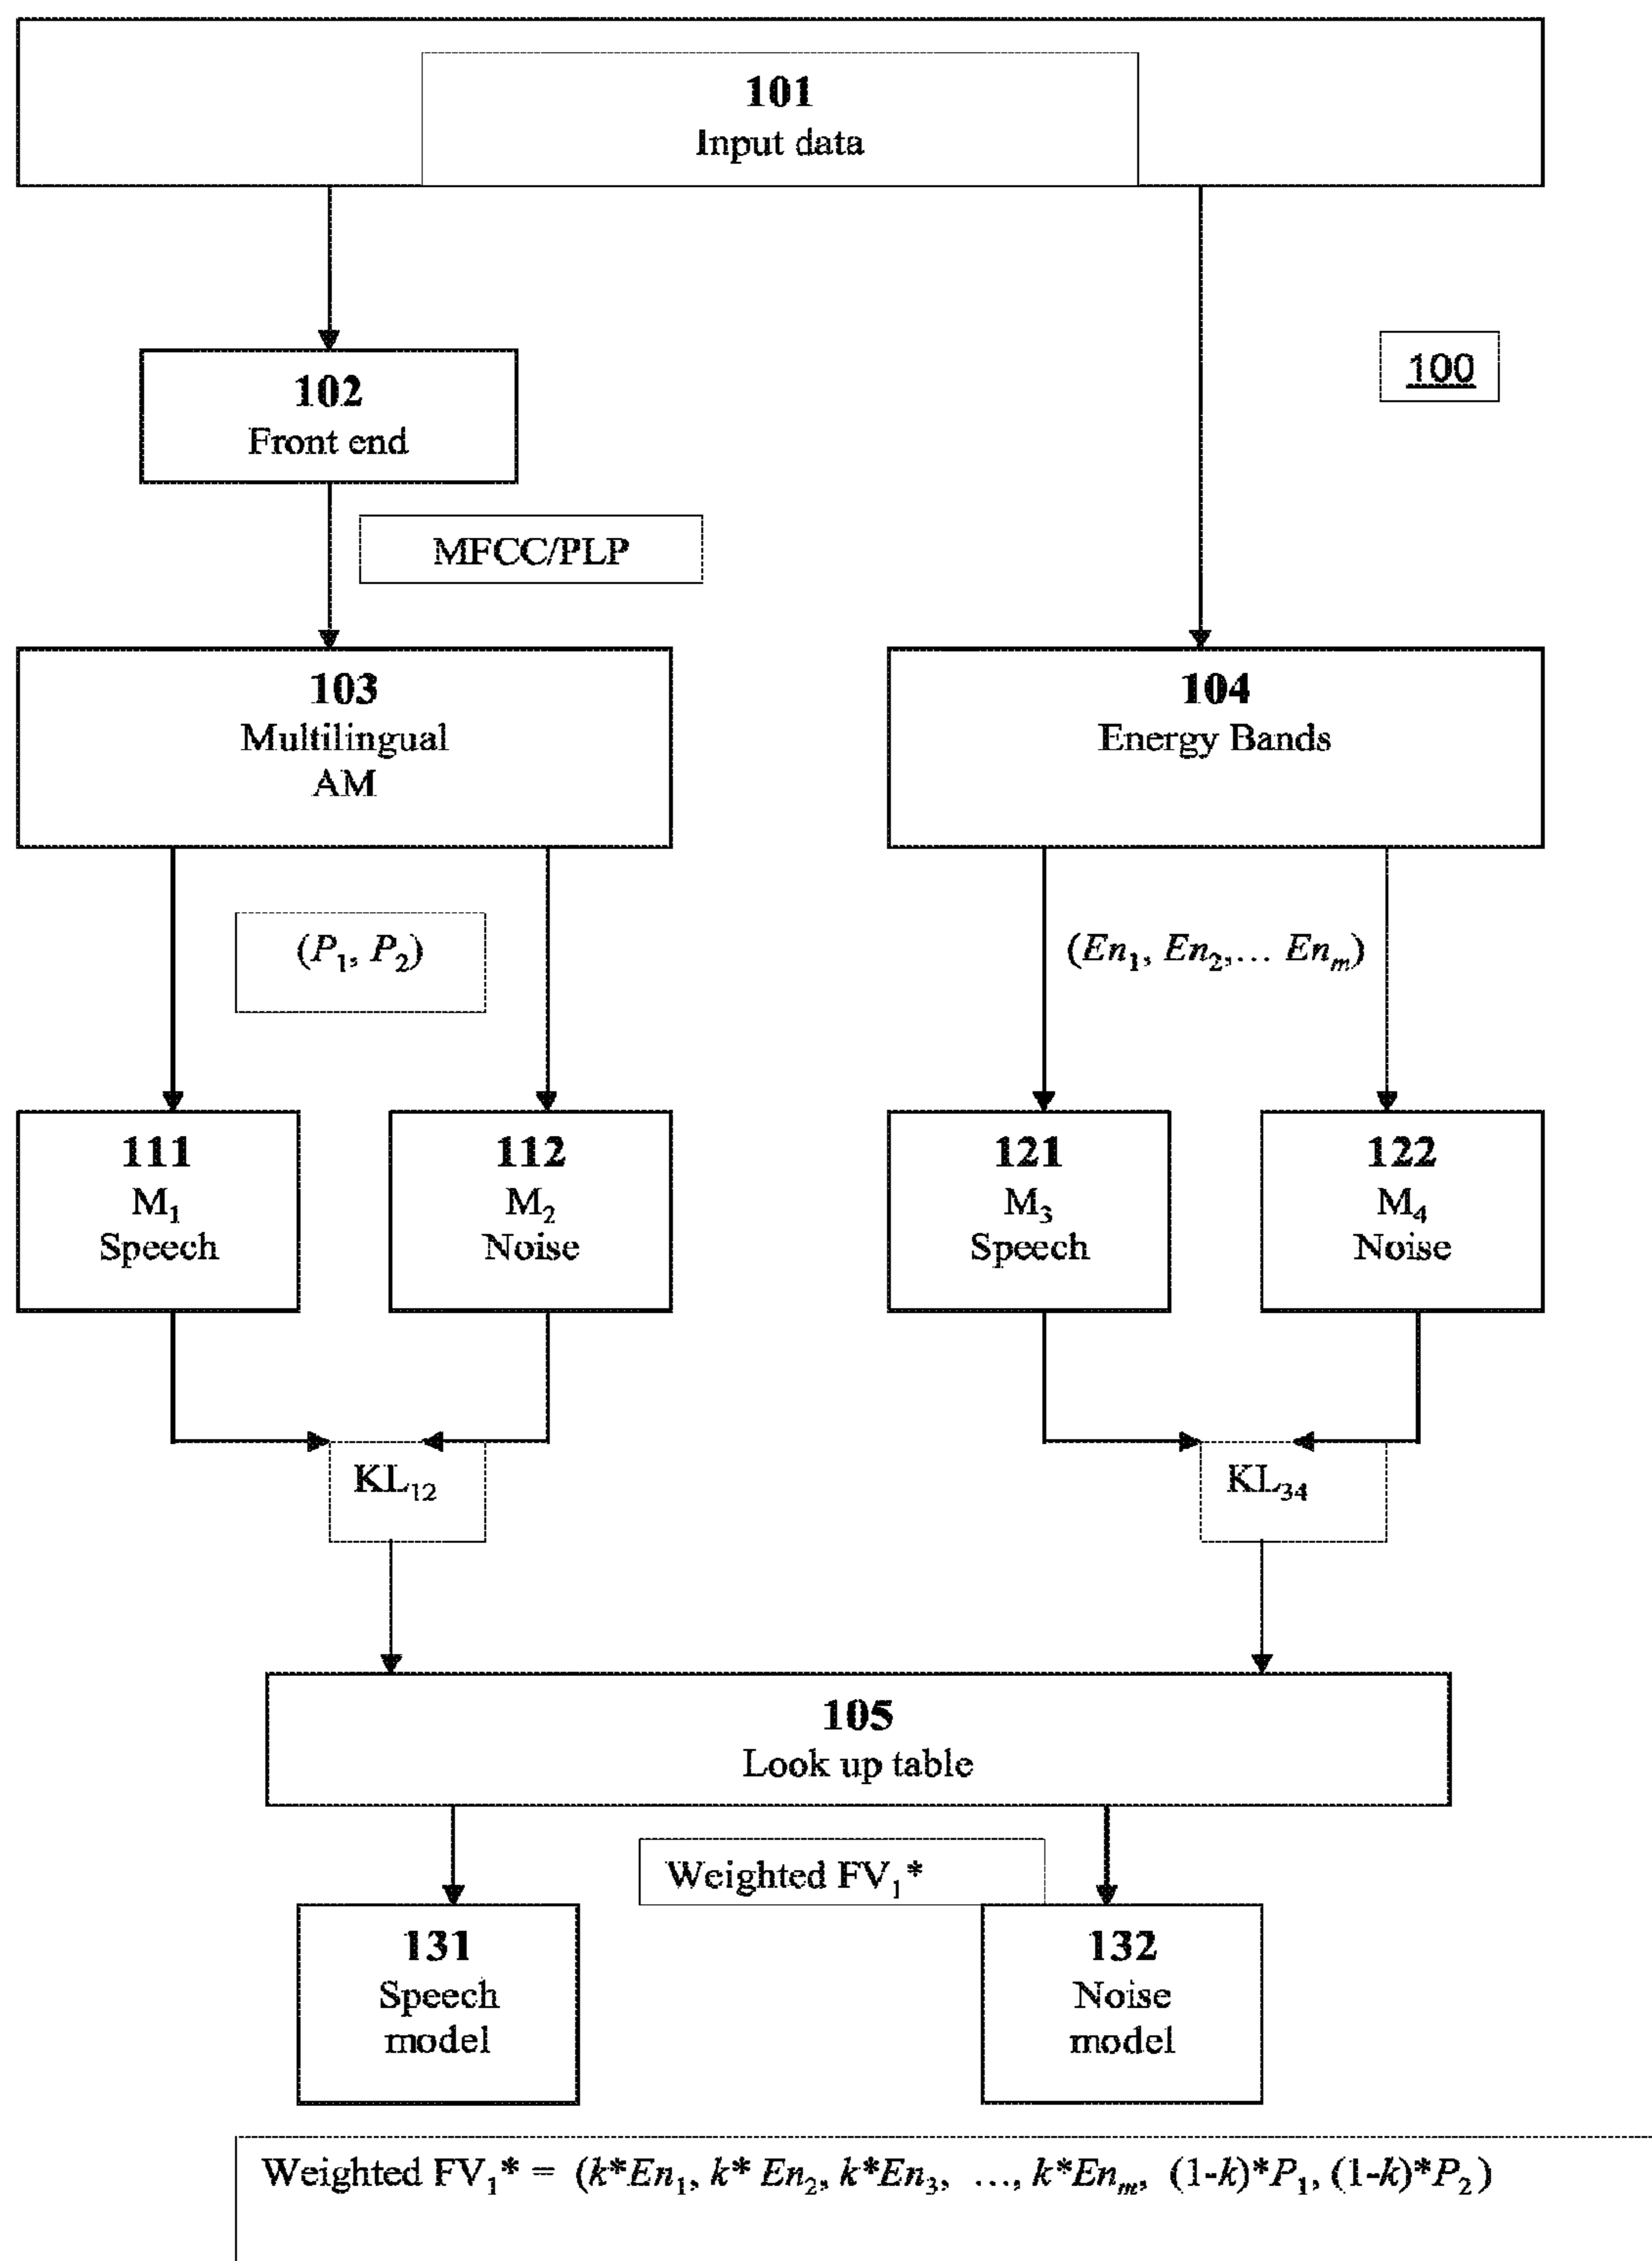 101
Input data
100
102
Front end
MFCC/PLP
103
Multilingual
AM
104
Energy Bands
(P₁, P₂)
(En₁, En₂,... Enₘ)
111
M₁
Speech
112
M₂
Noise
121
M₃
Speech
122
M₄
Noise
KL₁₂
KL₃₄
105
Look up table
Weighted FV₁*
131
Speech
model
132
Noise
model
Weighted FV₁* = (k*En₁, k* En₂, k*En₃, ..., k*Enₘ, (1-k)*P₁, (1-k)*P₂)